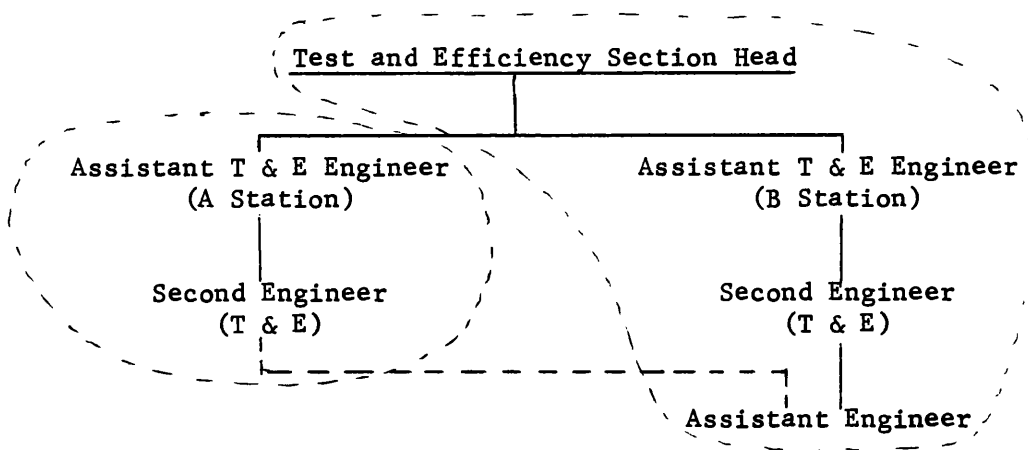 Test and Efficiency Section Head
Assistant T & E Engineer
(A Station)
Assistant T & E Engineer
(B Station)
Second Engineer
(T & E)
Second Engineer
(T & E)
Assistant Engineer